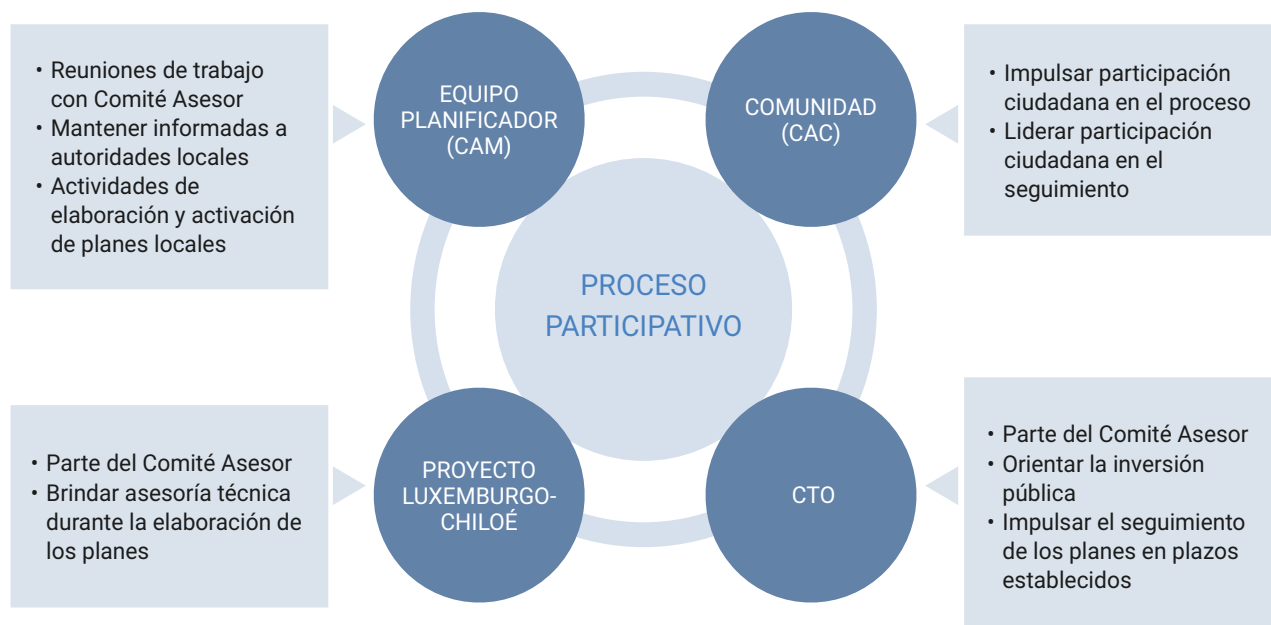 • Reuniones de trabajo
con Comité Asesor
• Mantener informadas a
autoridades locales
• Actividades de
elaboración y activación
de planes locales
EQUIPO
PLANIFICADOR
(CAM)
COMUNIDAD
(CAC)
• Impulsar participación
ciudadana en el proceso
• Liderar participación
ciudadana en el
seguimiento
PROCESO
PARTICIPATIVO
• Parte del Comité Asesor
• Brindar asesoría técnica
durante la elaboración de
los planes
PROYECTO
LUXEMBURGO-
CHILOÉ
CTO
• Parte del Comité Asesor
• Orientar la inversión
pública
• Impulsar el seguimiento
de los planes en plazos
establecidos